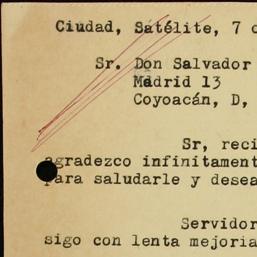 Ciudad, Satélite, 7
Sr. Don Salvador
Madrid 13
Coyoacán, D,
Sr, reci
agradezco infinitament
para saludarle y desea
Servidor
sigo con lenta mejoria